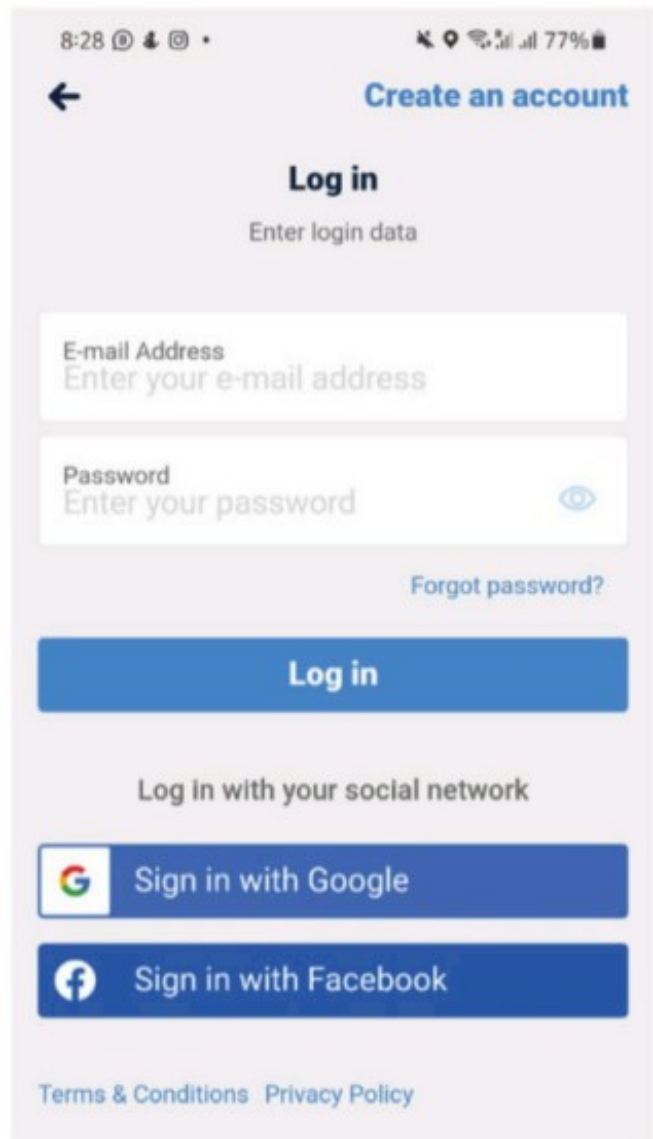 8:28
77%
Create an account
Log in
Enter login data
E-mail Address
Enter your e-mail address
Password
Enter your password
Forgot password?
Log in
Log in with your social network
G Sign in with Google
f Sign in with Facebook
Terms & Conditions Privacy Policy